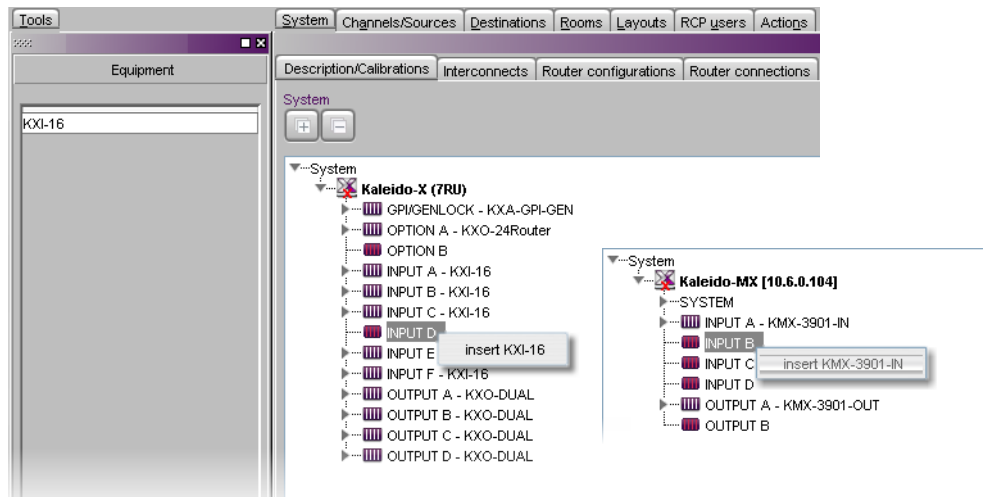 Tools
Equipment
KXI-16
System Channels/Sources Destinations Rooms Layouts RCP users Actions
Description/Calibrations Interconnects Router configurations Router connections
System
System
Kaleido-X (7RU)
GPI/GENLOCK - KXA-GPI-GEN
OPTION A - KXO-24Router
OPTION B
INPUT A - KXI-16
INPUT B - KXI-16
INPUT C - KXI-16
INPUT D
insert KXI-16
INPUT E
INPUT F - KXI-16
OUTPUT A - KXO-DUAL
OUTPUT B - KXO-DUAL
OUTPUT C - KXO-DUAL
OUTPUT D - KXO-DUAL
System
Kaleido-MX [10.6.0.104]
SYSTEM
INPUT A - KMX-3901-IN
INPUT B
INPUT C
insert KMX-3901-IN
INPUT D
OUTPUT A - KMX-3901-OUT
OUTPUT B